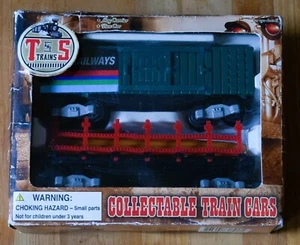 T S
TRAINS
RAILWAYS
WARNING:
CHOKING HAZARD - Small parts
Not for children under 3 years
COLLECTABLE TRAIN CARS